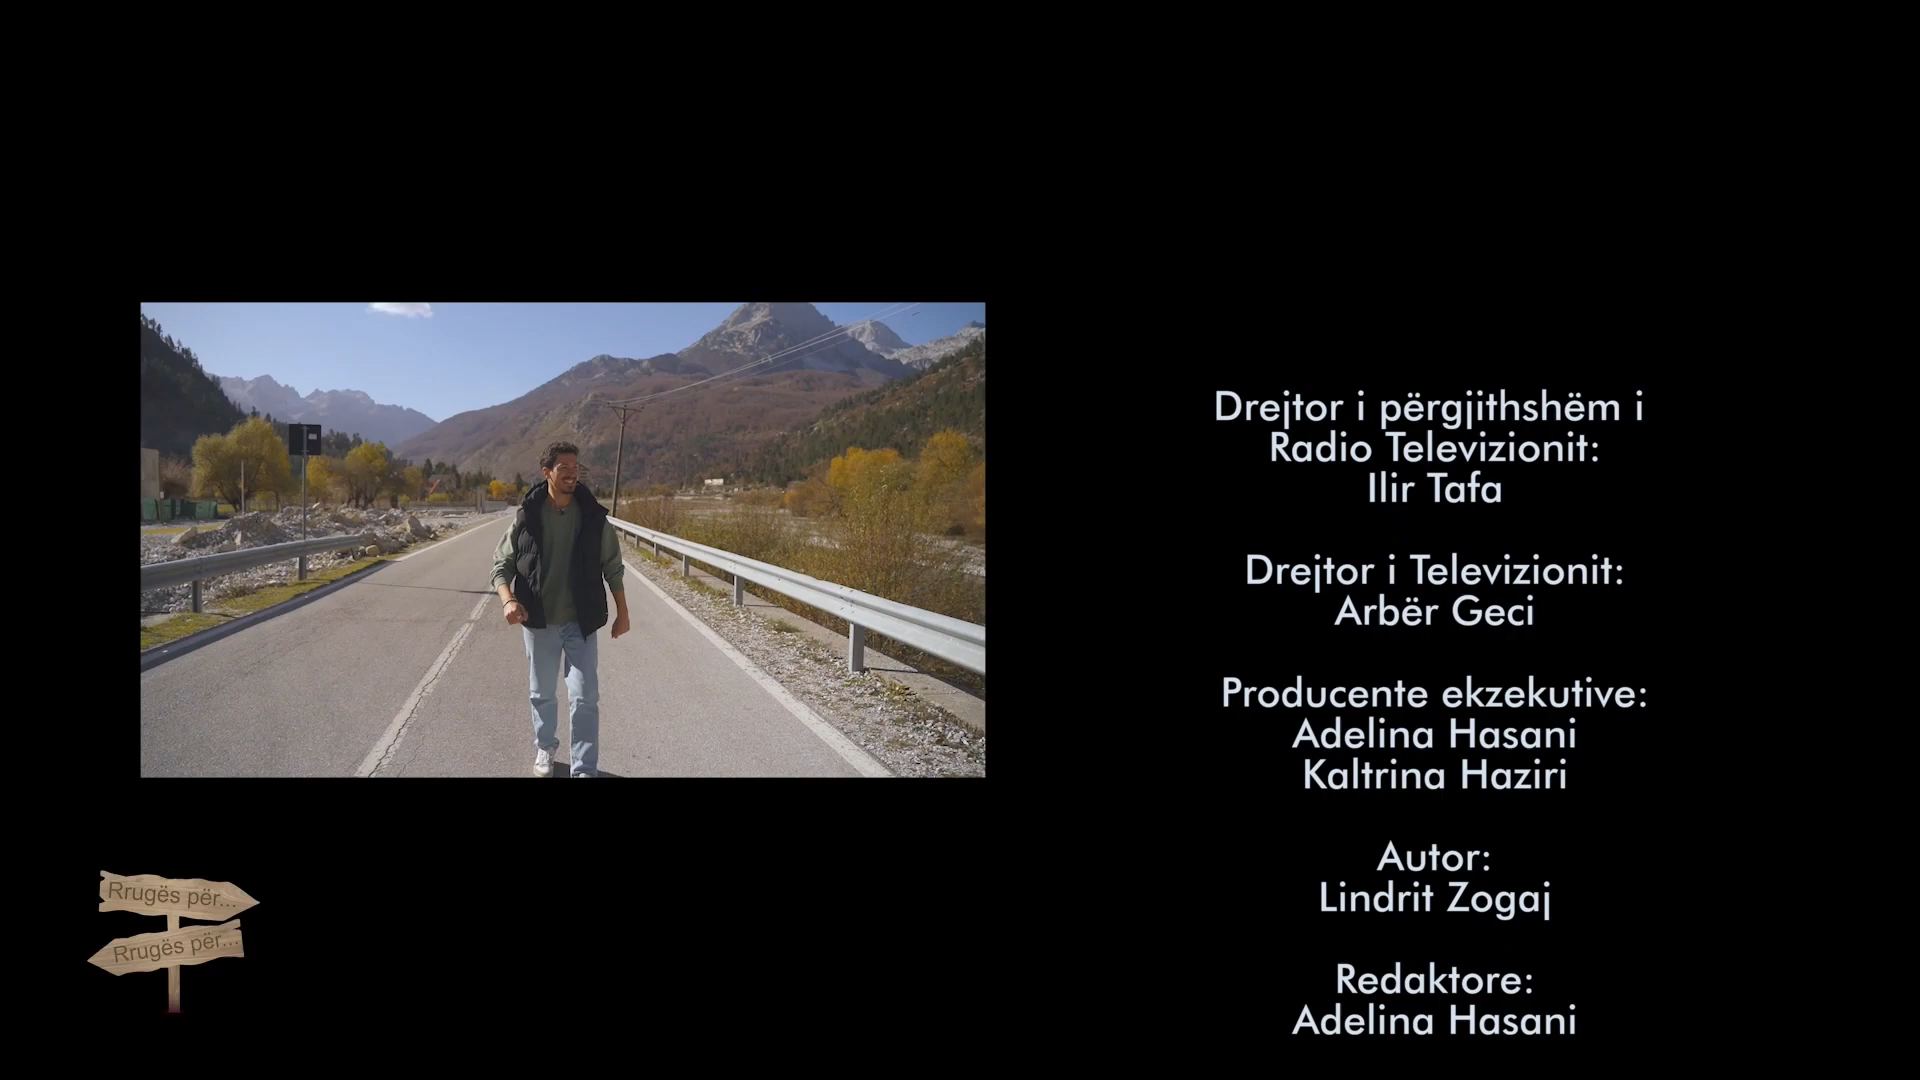 Drejtor i përgjithshëm i
Radio Televizionit:
Ilir Tafa
Drejtor i Televizionit:
Arbër Geci
Producente ekzekutive:
Adelina Hasani
Kaltrina Haziri
Autor:
Lindrit Zogaj
Redaktore:
Adelina Hasani
Rrugës për...
Rrugës për...